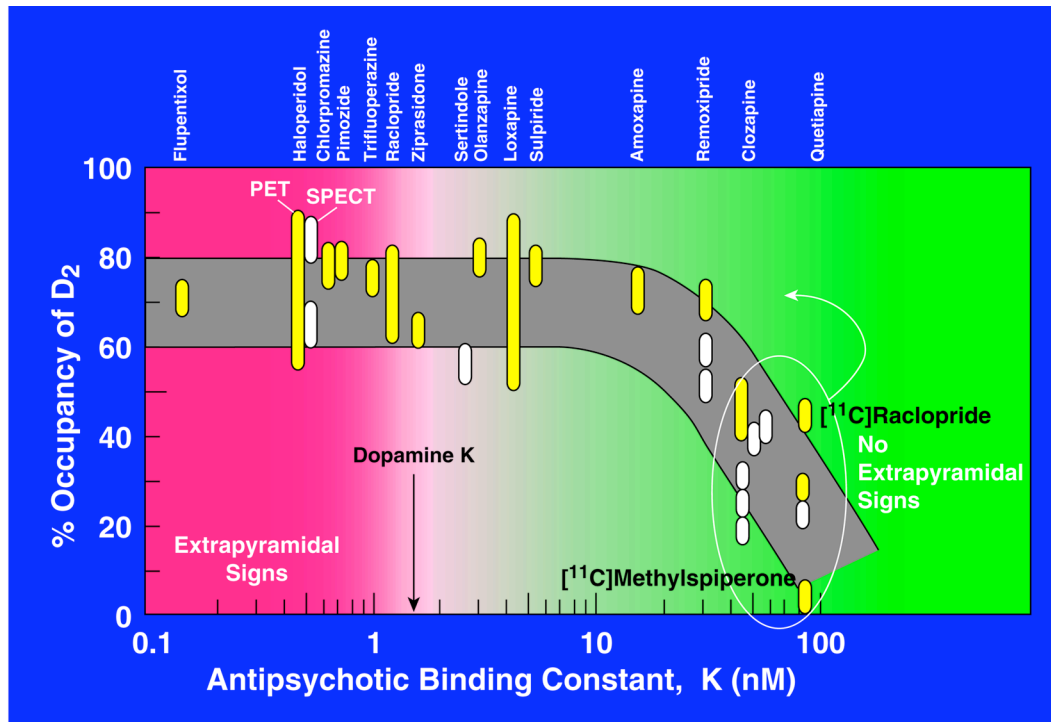 Flupentixol
Haloperidol
Chlorpromazine
Pimozide
Trifluoperazine
Raclopride
Ziprasidone
Sertindole
Olanzapine
Loxapine
Sulpiride
Amoxapine
Remoxipride
Clozapine
Quetiapine
% Occupancy of D2
100
80
60
40
20
0
PET
SPECT
[11C]Raclopride
No
Extrapyramidal
Signs
Dopamine K
Extrapyramidal
Signs
[11C]Methylspiperone
0.1
1
10
100
Antipsychotic Binding Constant, K (nM)